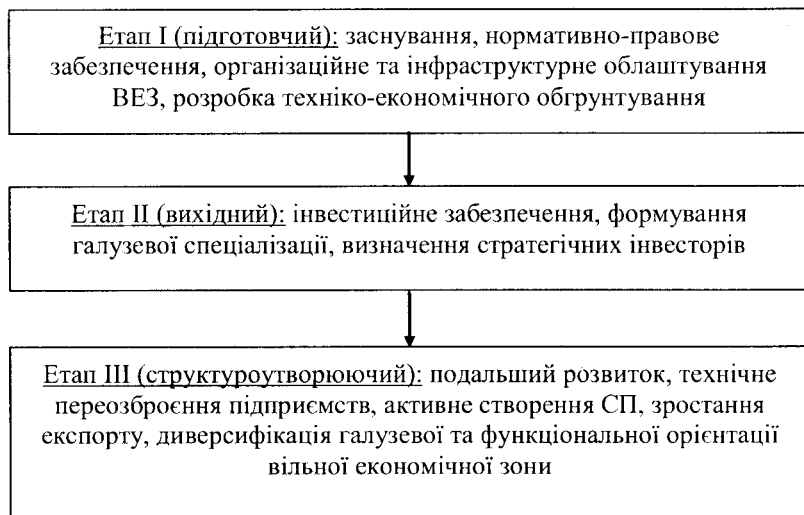 Етап І (підготовчий): заснування, нормативно-правове
забезпечення, організаційне та інфраструктурне облаштування
ВЕЗ, розробка техніко-економічного обгрунтування
Етап ІІ (вихідний): інвестиційне забезпечення, формування
галузевої спеціалізації, визначення стратегічних інвесторів
Етап ІІІ (структуроутворюючий): подальший розвиток, технічне
переозброєння підприємств, активне створення СП, зростання
експорту, диверсифікація галузевої та функціональної орієнтації
вільної економічної зони